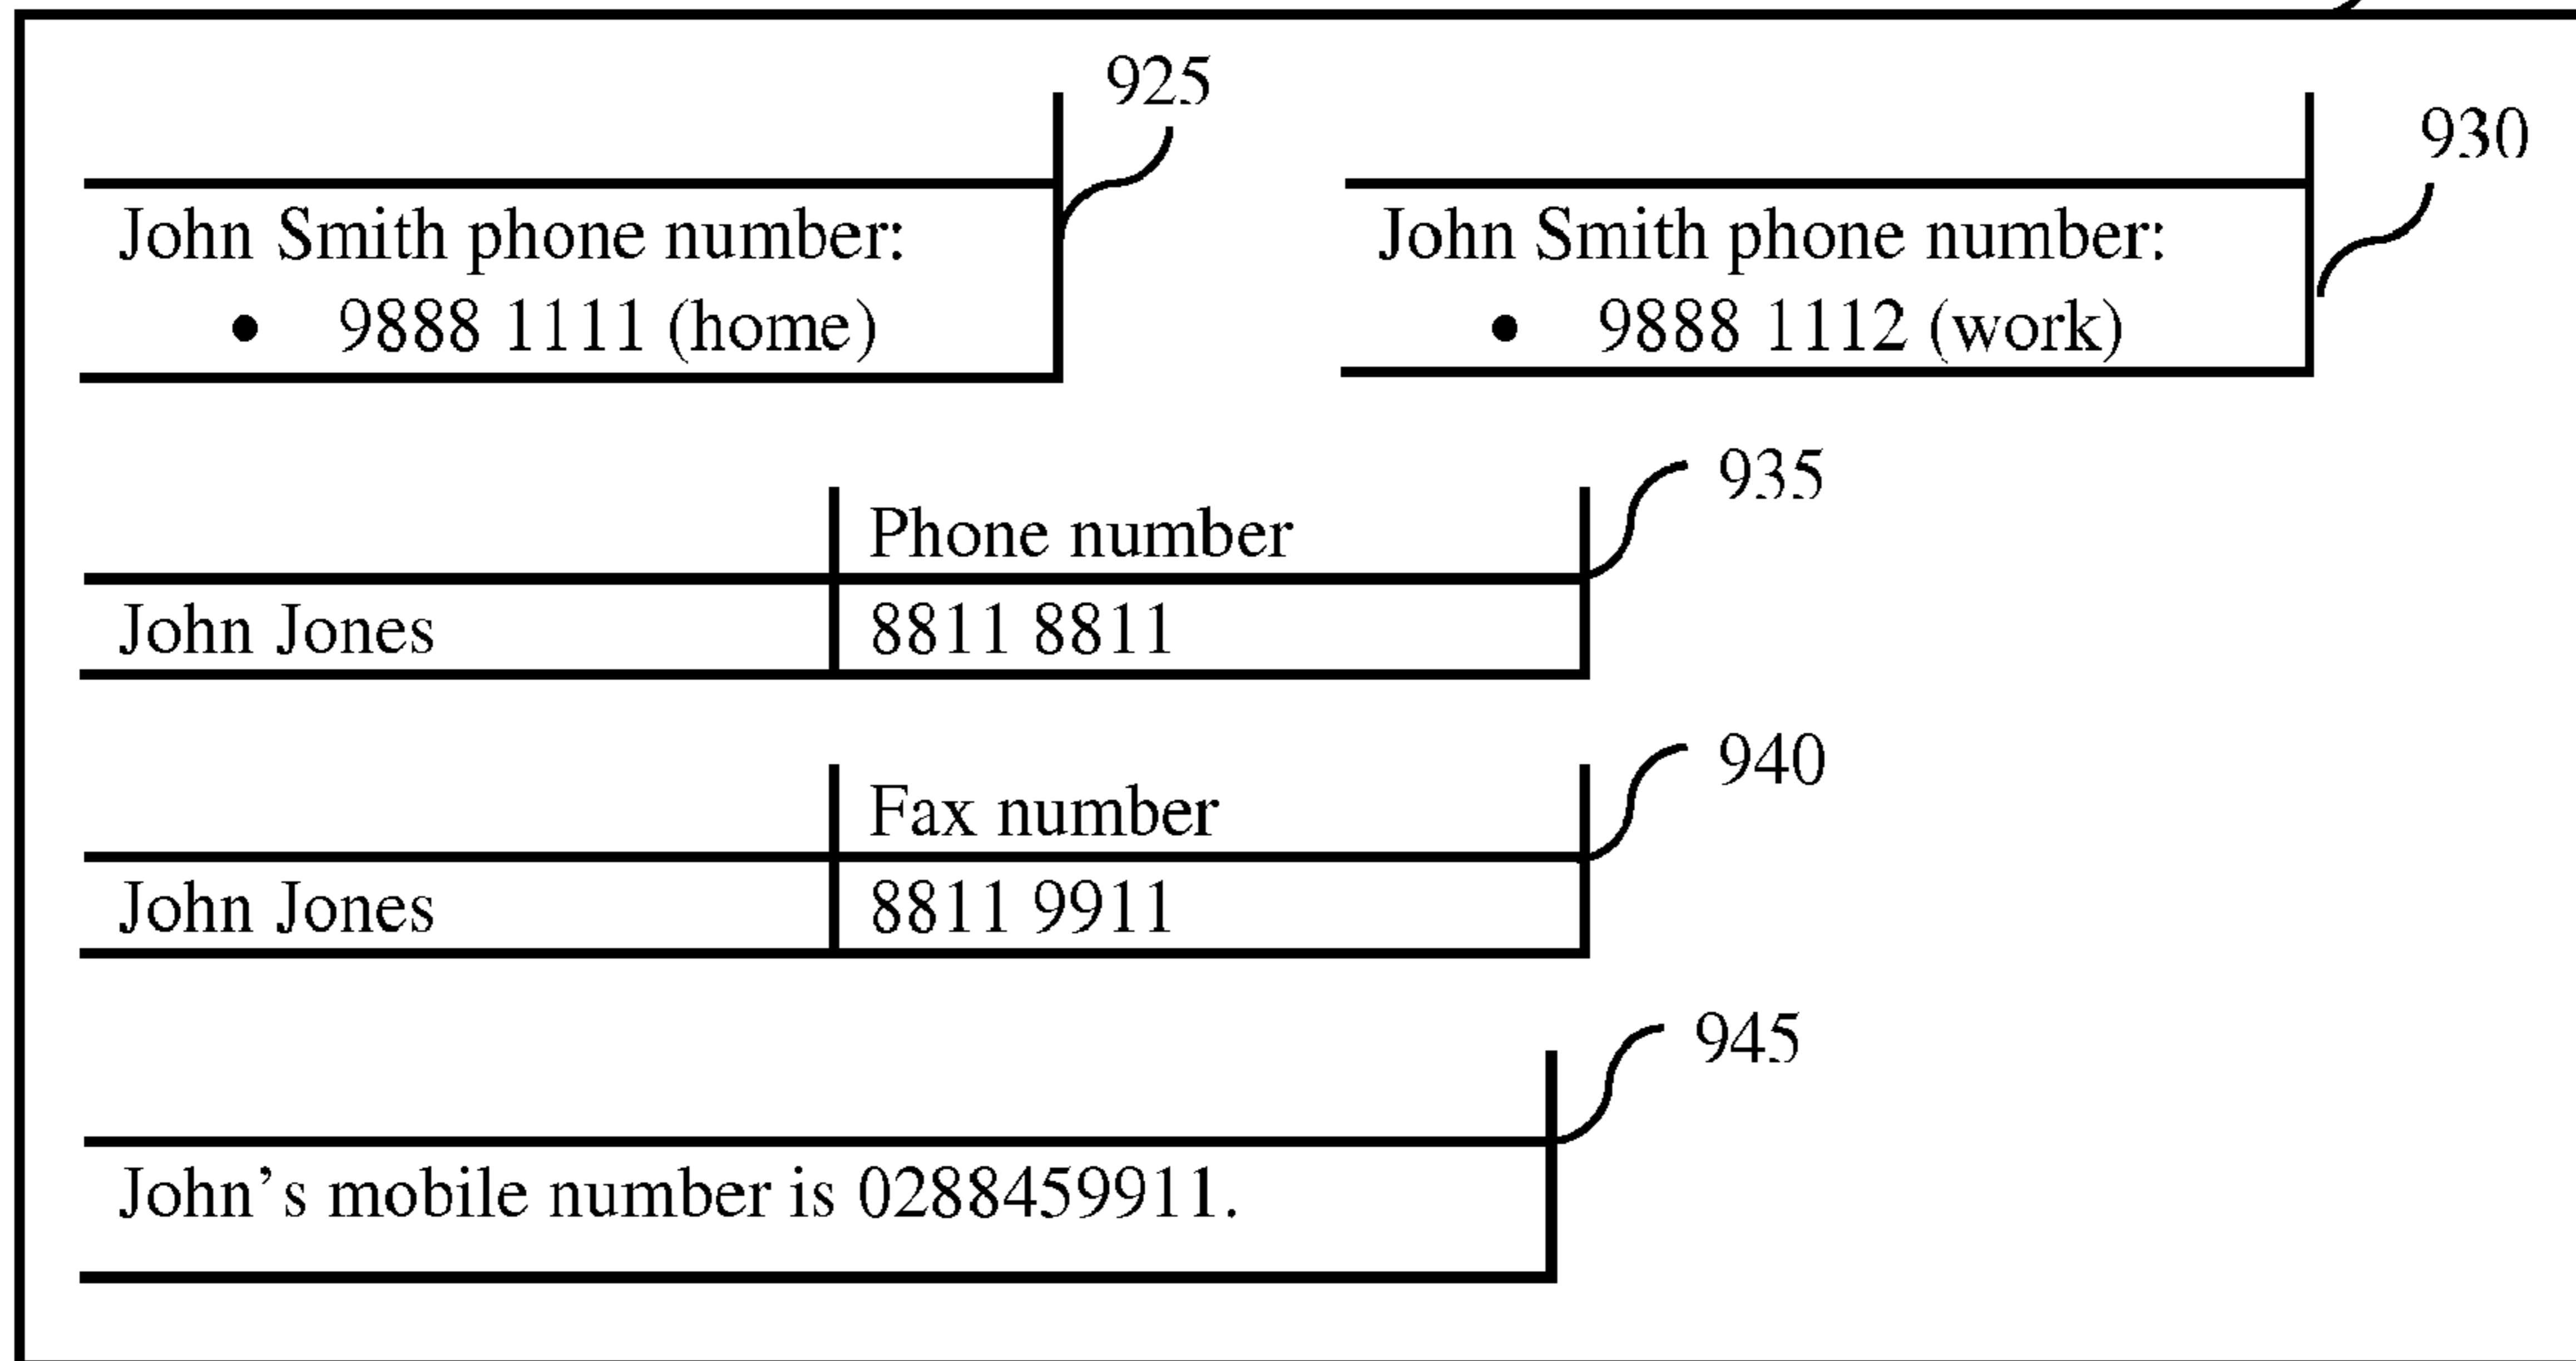 925
930
John Smith phone number:
• 9888 1111 (home)
John Smith phone number:
• 9888 1112 (work)
935
Phone number
John Jones 8811 8811
940
Fax number
John Jones 8811 9911
945
John’s mobile number is 0288459911.